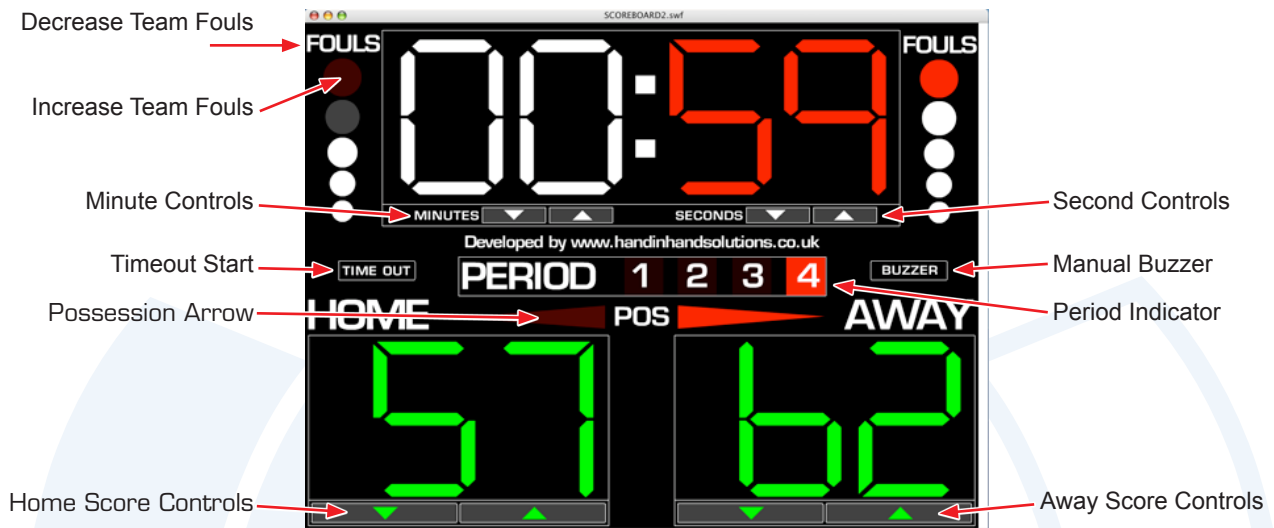 SCOREBOARD2.swf
Decrease Team Fouls
FOULS
00:59
FOULS
Increase Team Fouls
Minute Controls
MINUTES
SECONDS
Second Controls
Developed by www.handinhandsolutions.co.uk
Timeout Start
TIME OUT
PERIOD 1 2 3 4
BUZZER
Manual Buzzer
Possession Arrow
HOME
POS
AWAY
Period Indicator
57
62
Home Score Controls
Away Score Controls